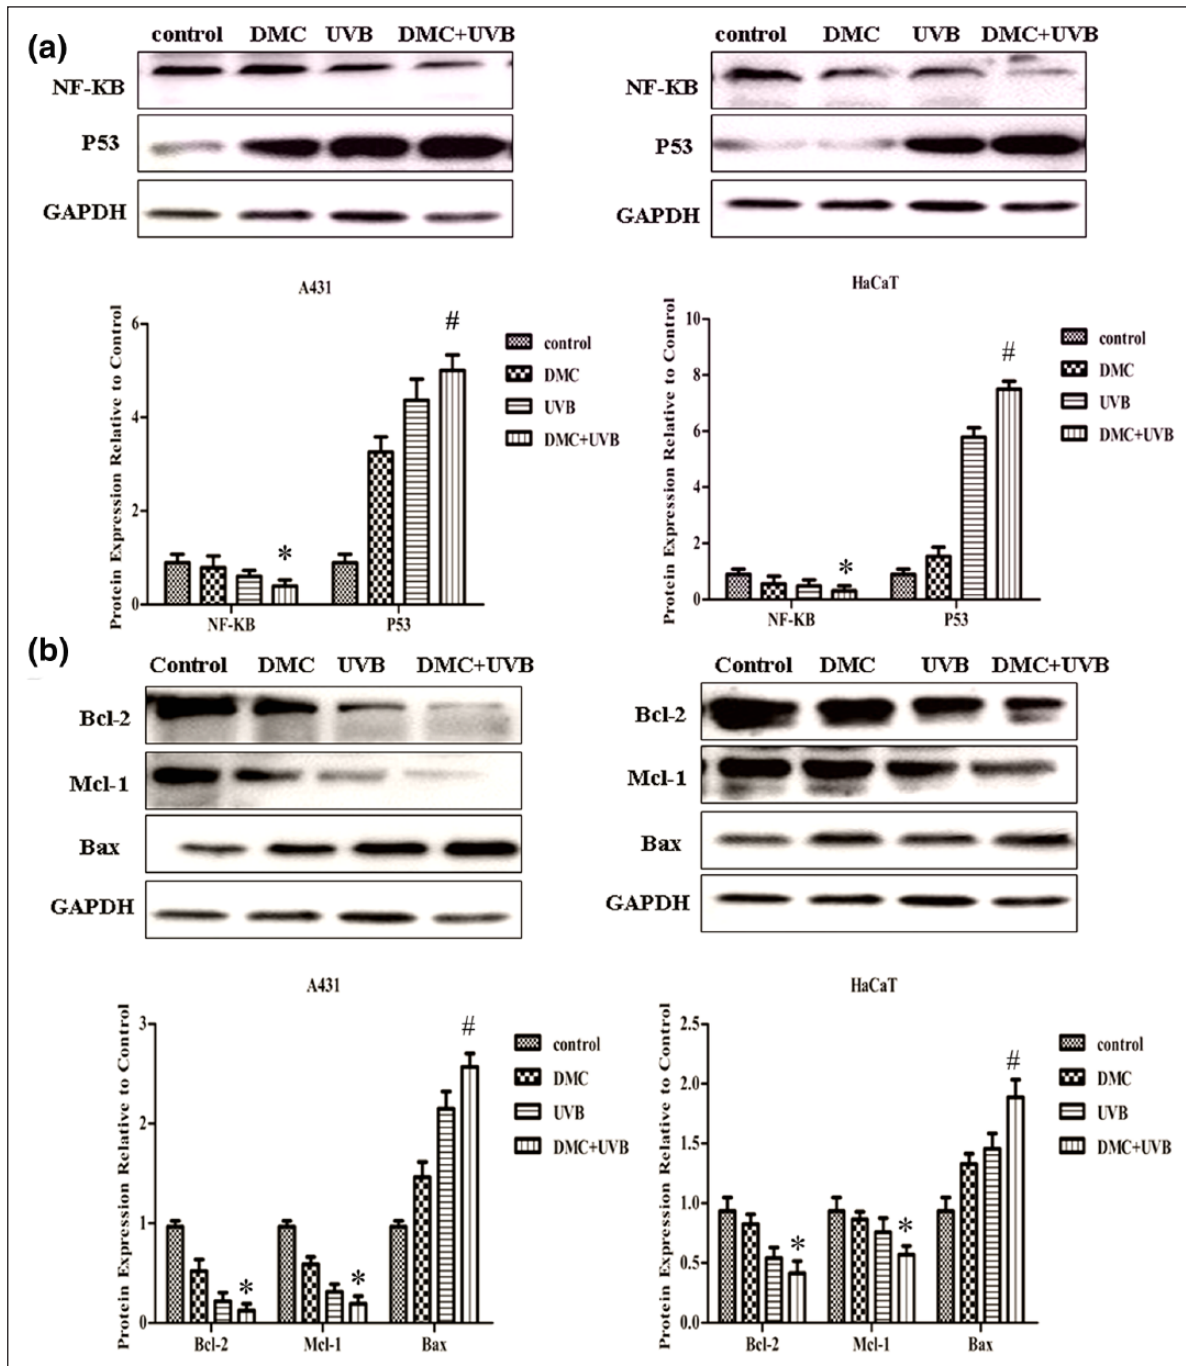 (a)
control DMC UVB DMC+UVB
NF-KB
P53
GAPDH
control DMC UVB DMC+UVB
NF-KB
P53
GAPDH
A431
Protein Expression Relative to Control
6
4
2
0
NF-KB P53
*
#
control
DMC
UVB
DMC+UVB
HaCaT
Protein Expression Relative to Control
10
8
6
4
2
0
NF-KB P53
*
#
control
DMC
UVB
DMC+UVB
(b)
Control DMC UVB DMC+UVB
Bcl-2
Mcl-1
Bax
GAPDH
Control DMC UVB DMC+UVB
Bcl-2
Mcl-1
Bax
GAPDH
A431
Protein Expression Relative to Control
3
2
1
0
Bcl-2 Mcl-1 Bax
*
*
#
control
DMC
UVB
DMC+UVB
HaCaT
Protein Expression Relative to Control
2.5
2.0
1.5
1.0
0.5
0.0
Bcl-2 Mcl-1 Bax
*
*
#
control
DMC
UVB
DMC+UVB